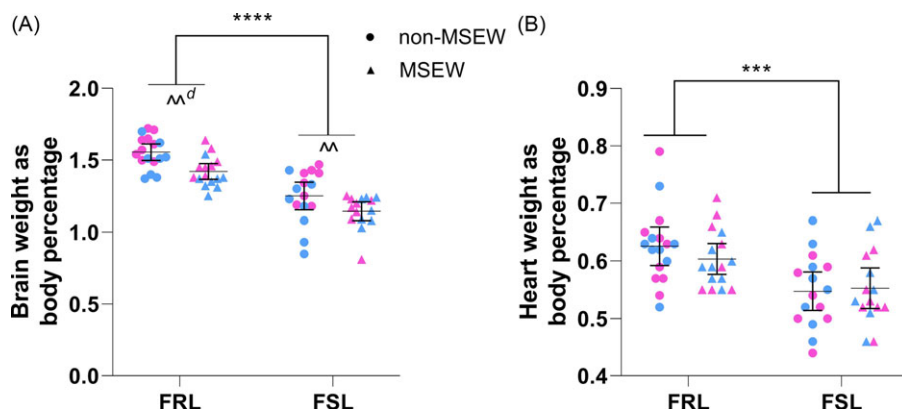 (A)
****
● non-MSEW
▲ MSEW
Brain weight as
body percentage
2.0
1.5
1.0
0.5
0.0
^^d
^^
FRL
FSL
(B)
***
Heart weight as
body percentage
0.9
0.8
0.7
0.6
0.5
0.4
FRL
FSL